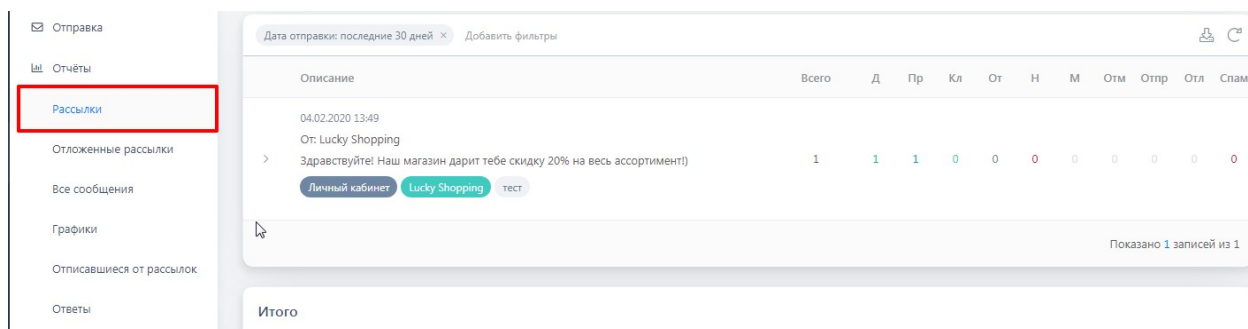 Отправка
Отчёты
Рассылки
Отложенные рассылки
Все сообщения
Графики
Отписавшиеся от рассылок
Ответы
Дата отправки: последние 30 дней × Добавить фильтры
Описание Всего Д Пр Кл От Н М Отм Отпр Отл Спам
04.02.2020 13:49
От: Lucky Shopping
Здравствуйте! Наш магазин дарит тебе скидку 20% на весь ассортимент!) 1 1 1 0 0 0 0 0 0 0 0
Личный кабинет Lucky Shopping тест
Показано 1 записей из 1
Итого